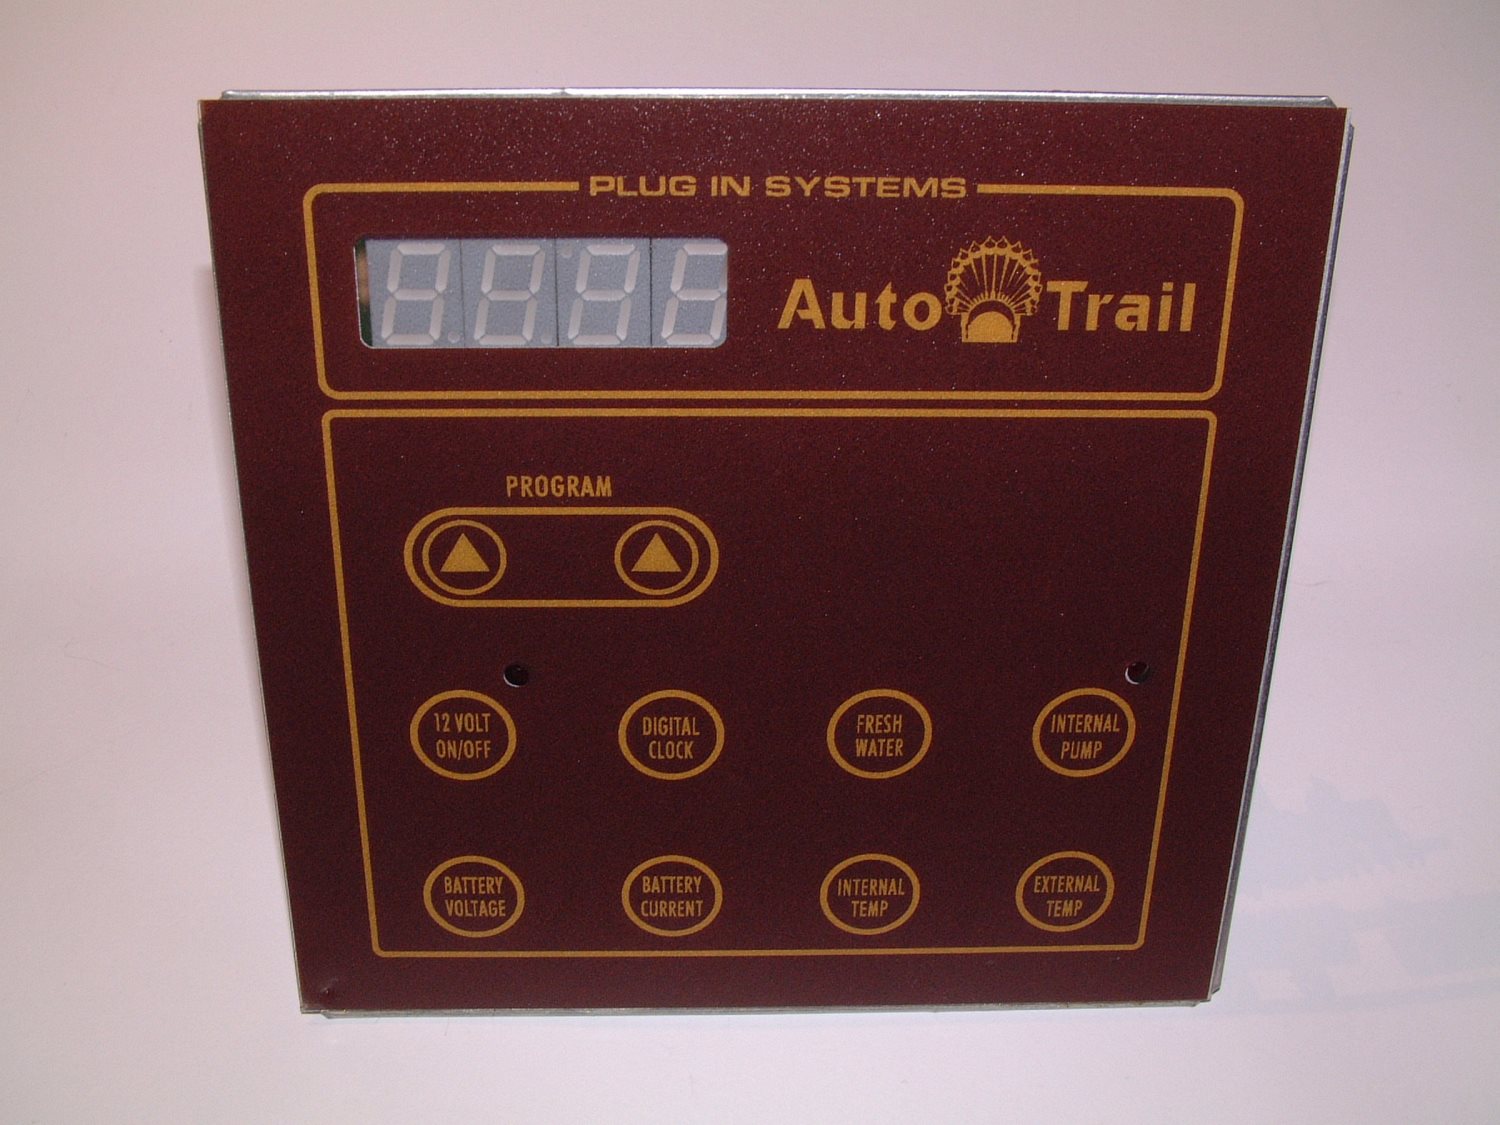 PLUG IN SYSTEMS
Auto Trail
PROGRAM
12 VOLT
ON/OFF
DIGITAL
CLOCK
FRESH
WATER
INTERNAL
PUMP
BATTERY
VOLTAGE
BATTERY
CURRENT
INTERNAL
TEMP
EXTERNAL
TEMP